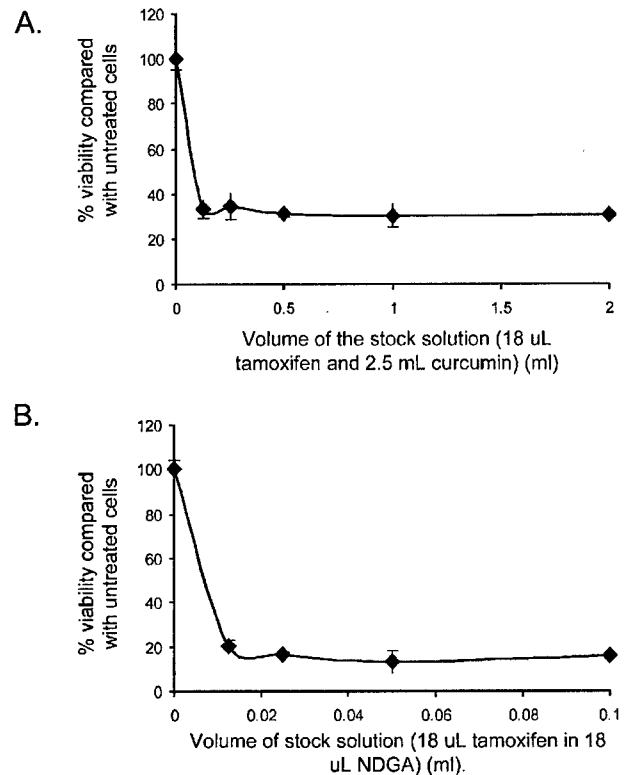 A.
% viability compared
with untreated cells
120
100
80
60
40
20
0
0 0.5 1 1.5 2
Volume of the stock solution (18 uL
tamoxifen and 2.5 mL curcumin) (ml)
B.
% viability compared
with untreated cells
120
100
80
60
40
20
0
0 0.02 0.04 0.06 0.08 0.1
Volume of stock solution (18 uL tamoxifen in 18
uL NDGA) (ml).